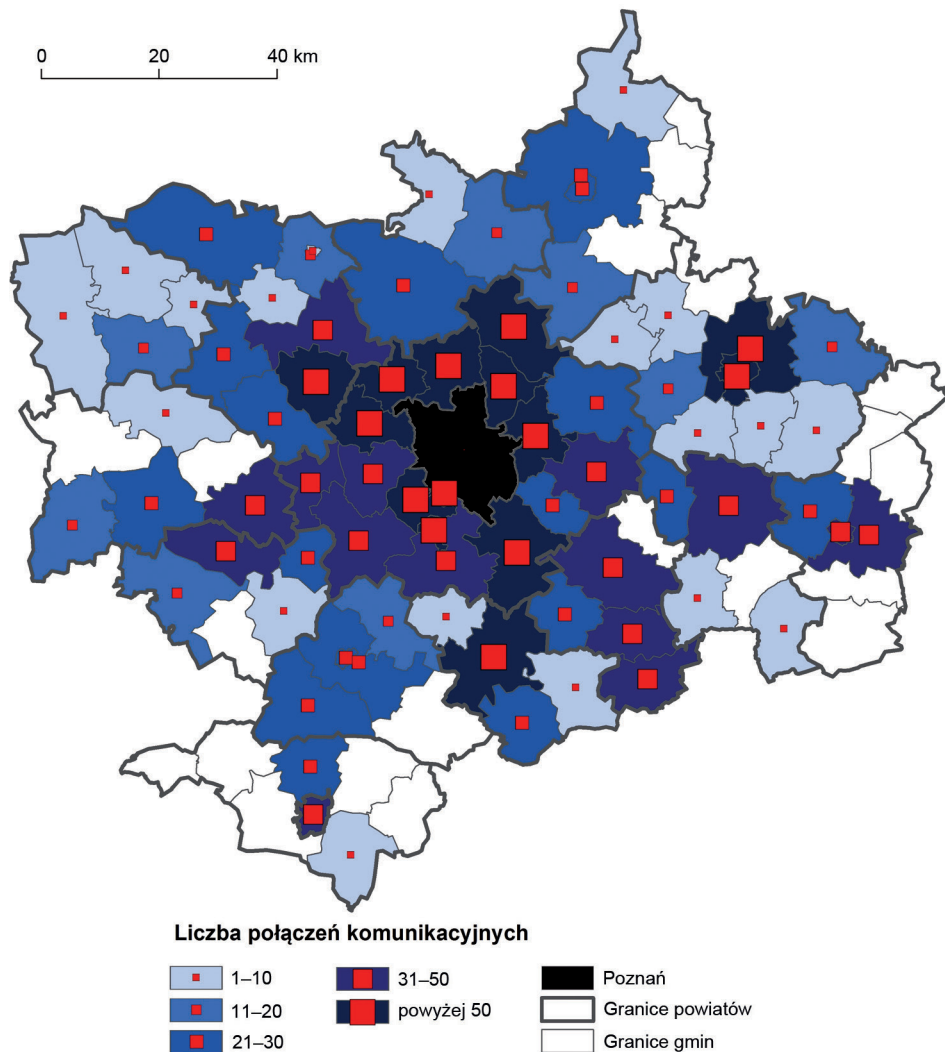 0 20 40 km
Liczba połączeń komunikacyjnych
1–10 31–50 Poznań
11–20 powyżej 50 Granice powiatów
21–30 Granice gmin